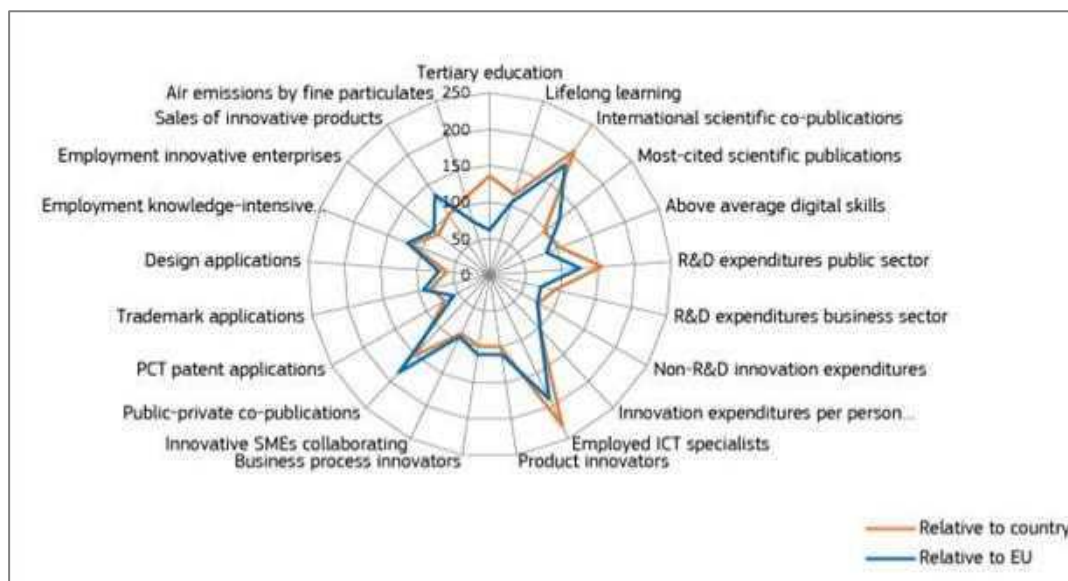 Tertiary education
Air emissions by fine particulates
250
Lifelong learning
Sales of innovative products
200
International scientific co-publications
Employment innovative enterprises
150
Most-cited scientific publications
Employment knowledge-intensive...
100
Above average digital skills
50
Design applications
0
R&D expenditures public sector
Trademark applications
R&D expenditures business sector
PCT patent applications
Non-R&D innovation expenditures
Public-private co-publications
Innovation expenditures per person...
Innovative SMEs collaborating
Employed ICT specialists
Business process innovators
Product innovators
Relative to country
Relative to EU